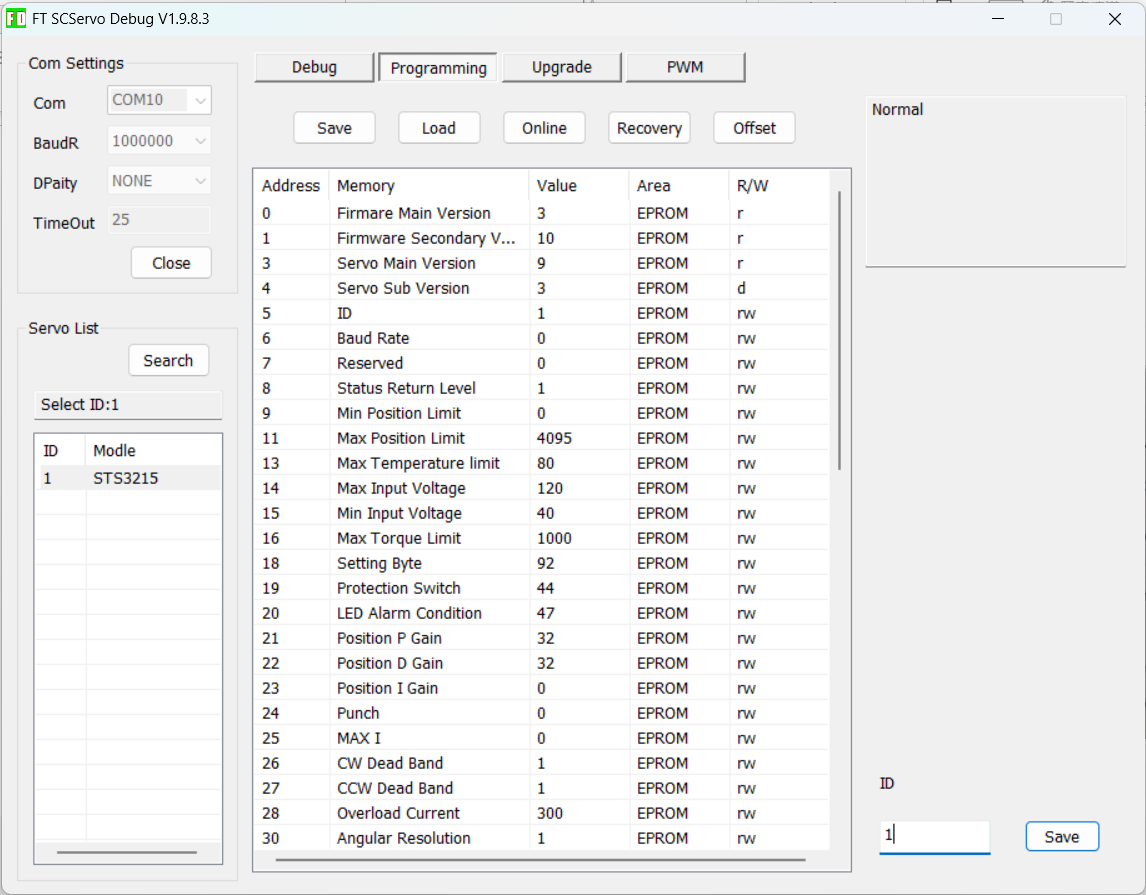 FD FT SCServo Debug V1.9.8.3
Com Settings
Com COM10
BaudR 1000000
DPaity NONE
TimeOut 25
Close
Servo List
Search
Select ID:1
ID Modle
1 STS3215
Debug Programming Upgrade PWM
Save Load Online Recovery Offset
Address Memory Value Area R/W
0 Firmare Main Version 3 EPROM r
1 Firmware Secondary V... 10 EPROM r
3 Servo Main Version 9 EPROM r
4 Servo Sub Version 3 EPROM d
5 ID 1 EPROM rw
6 Baud Rate 0 EPROM rw
7 Reserved 0 EPROM rw
8 Status Return Level 1 EPROM rw
9 Min Position Limit 0 EPROM rw
11 Max Position Limit 4095 EPROM rw
13 Max Temperature limit 80 EPROM rw
14 Max Input Voltage 120 EPROM rw
15 Min Input Voltage 40 EPROM rw
16 Max Torque Limit 1000 EPROM rw
18 Setting Byte 92 EPROM rw
19 Protection Switch 44 EPROM rw
20 LED Alarm Condition 47 EPROM rw
21 Position P Gain 32 EPROM rw
22 Position D Gain 32 EPROM rw
23 Position I Gain 0 EPROM rw
24 Punch 0 EPROM rw
25 MAX I 0 EPROM rw
26 CW Dead Band 1 EPROM rw
27 CCW Dead Band 1 EPROM rw
28 Overload Current 300 EPROM rw
30 Angular Resolution 1 EPROM rw
Normal
ID
1 Save